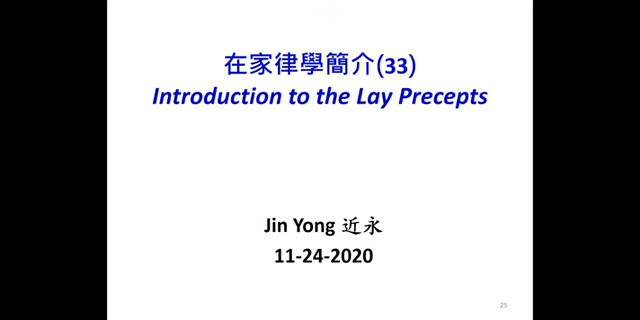 在家律學簡介(33)
Introduction to the Lay Precepts
Jin Yong 近永
11-24-2020
25